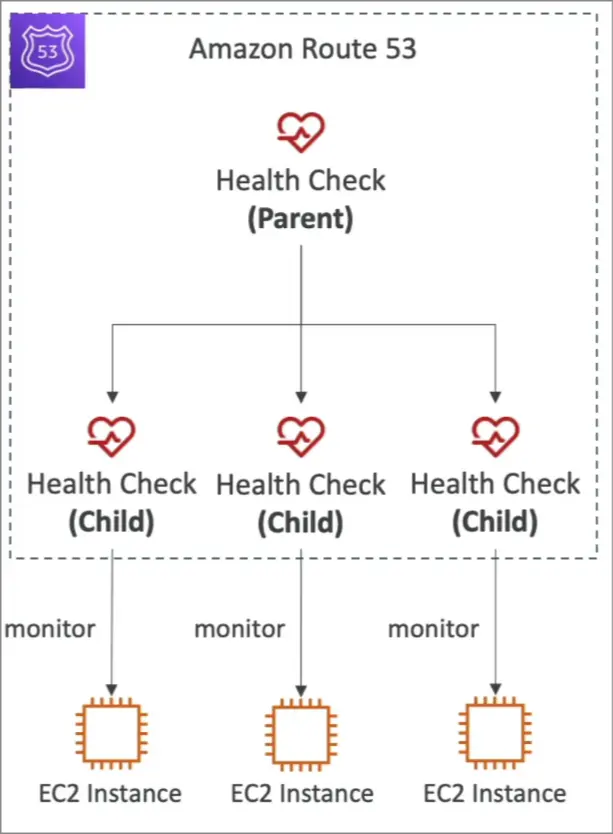 53
Amazon Route 53
Health Check
(Parent)
Health Check
(Child)
Health Check
(Child)
Health Check
(Child)
monitor
monitor
monitor
EC2 Instance
EC2 Instance
EC2 Instance